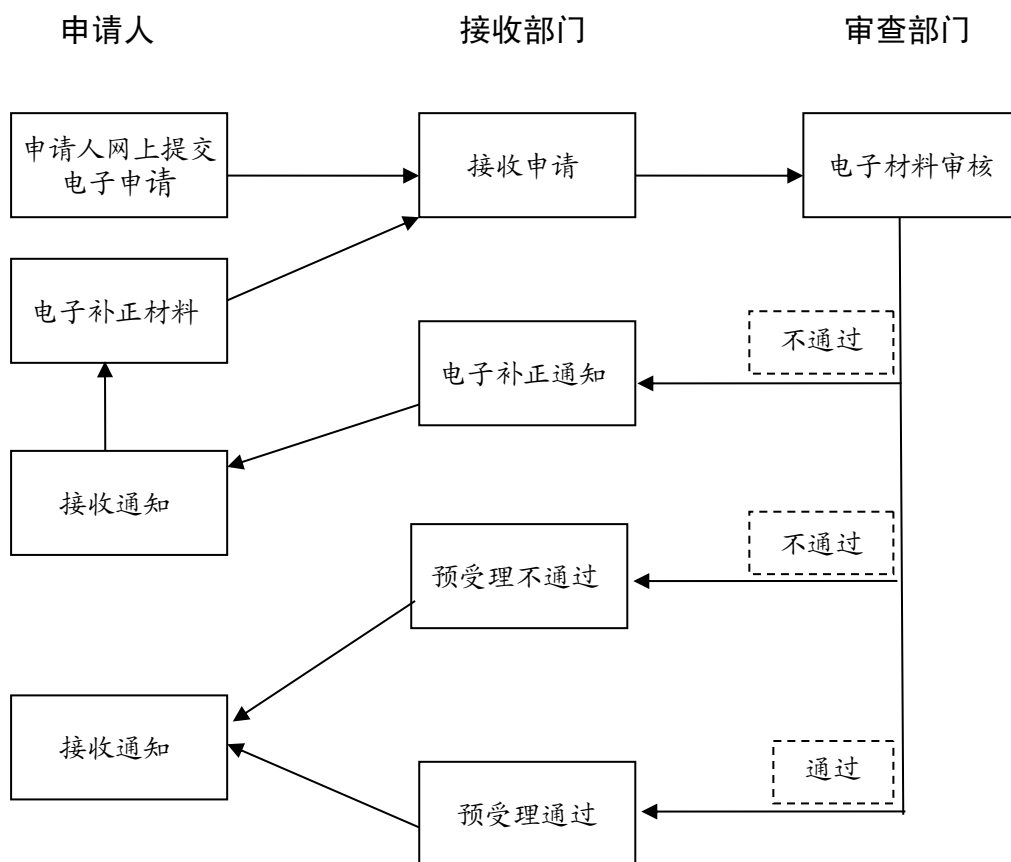 申请人
接收部门
审查部门
申请人网上提交
电子申请
接收申请
电子材料审核
电子补正材料
不通过
电子补正通知
接收通知
不通过
预受理不通过
接收通知
通过
预受理通过